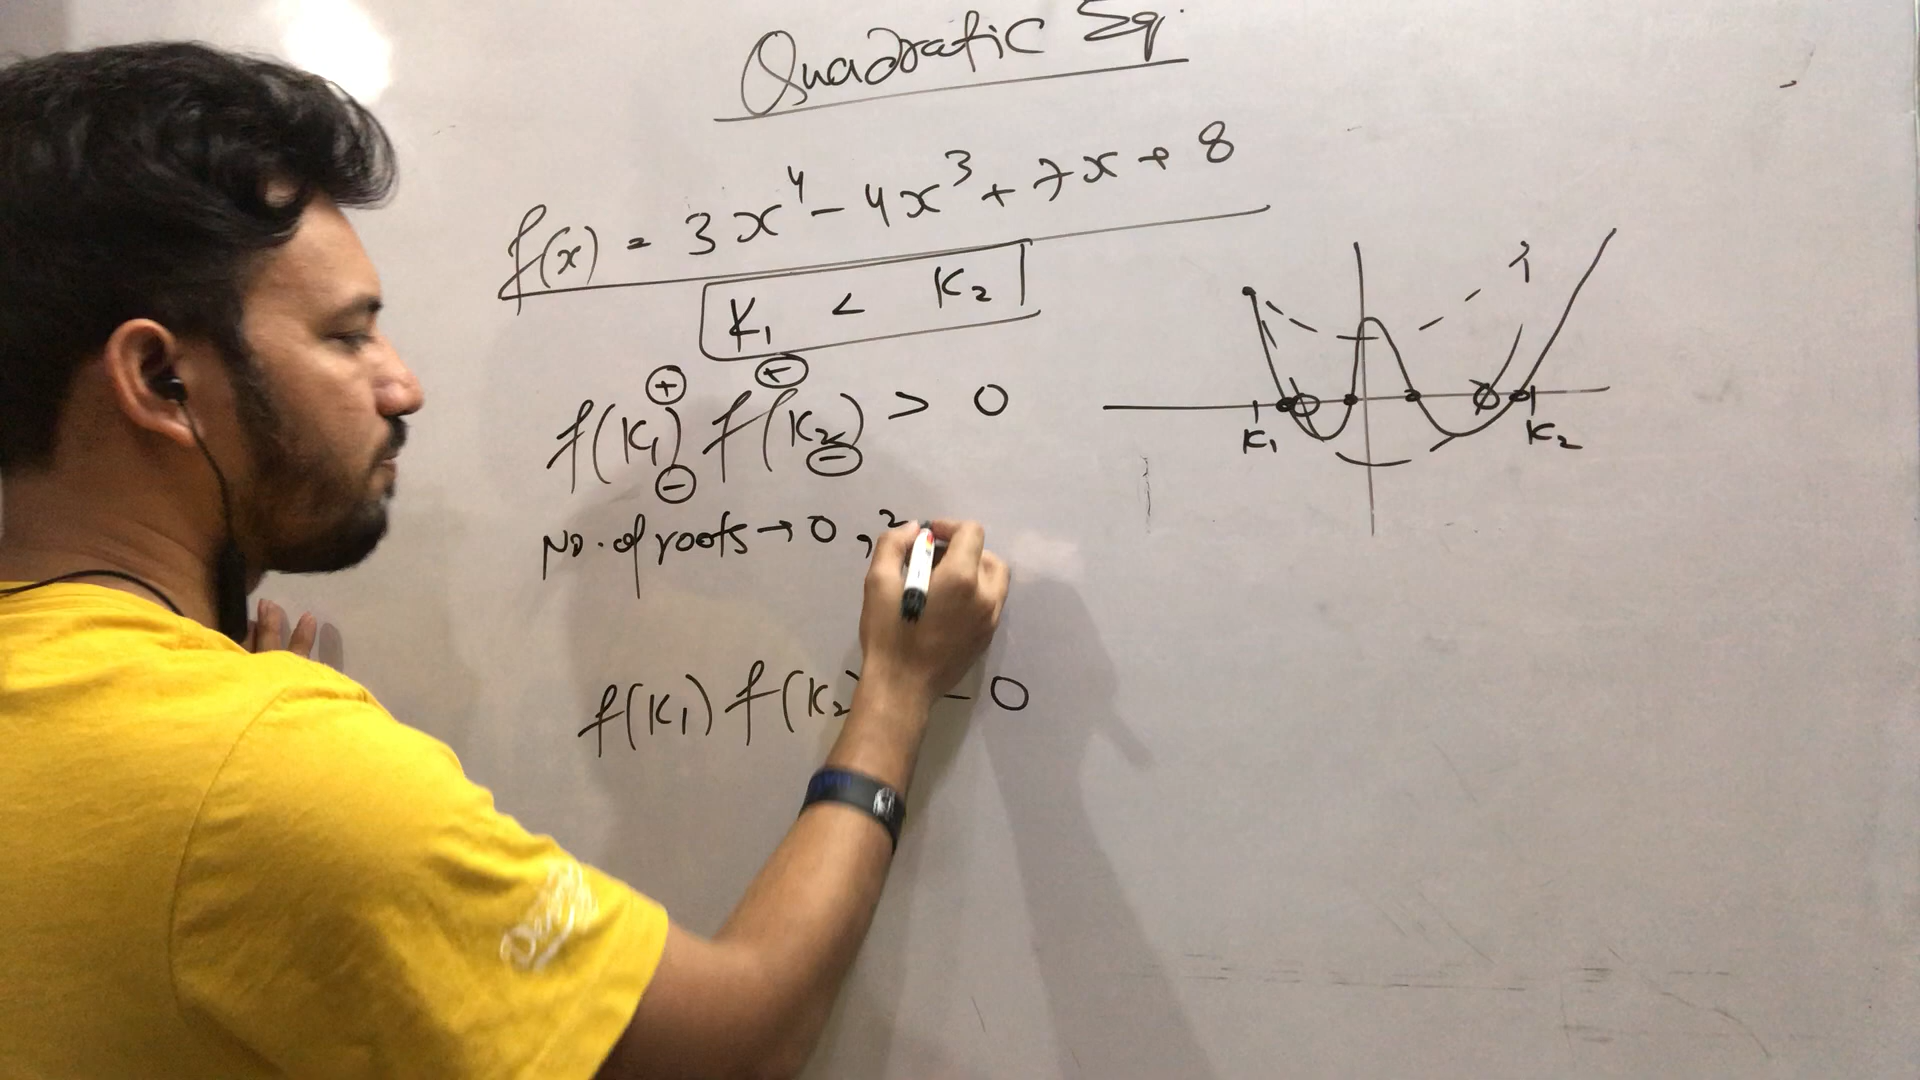 Quadratic Eq.
f(x) = 3x⁴ - 4x³ + 7x + 8
K₁ < K₂
+ +
f(K₁) f(K₂) > 0
- -
No. of roots → 0, 2
f(K₁) f(K₂) - 0
K₁ K₂